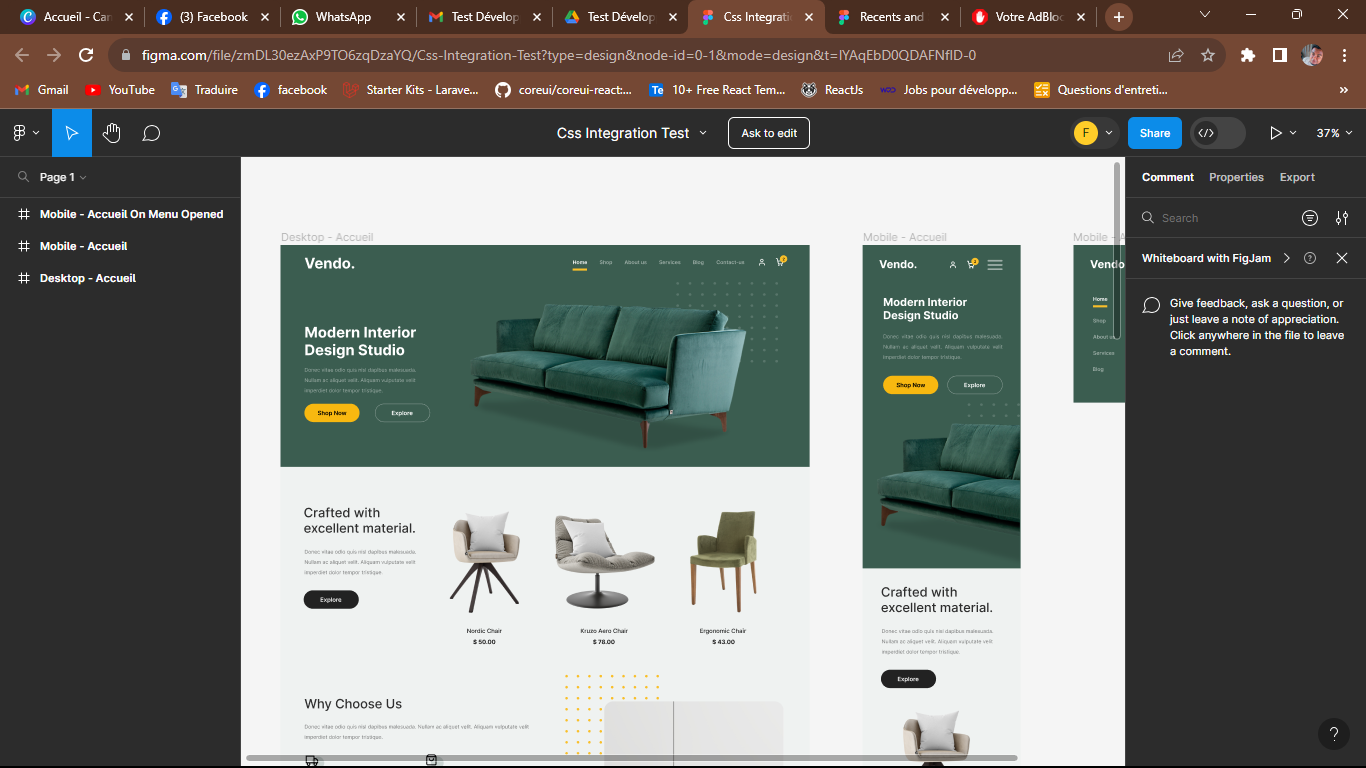 Accueil - Can
(3) Facebook
WhatsApp
Test Dévelop
Test Dévelop
Css Integrati
Recents and
Votre AdBloc
figma.com/file/zmDL30ezAxP9TO6zqDzaYQ/Css-Integration-Test?type=design&node-id=0-1&mode=design&t=lYAqEbD0QDAFNflD-0
Gmail
YouTube
Traduire
facebook
Starter Kits - Larave...
coreui/coreui-react:...
10+ Free React Tem...
ReactJs
Jobs pour développ...
Questions d'entreti...
»
Css Integration Test
Ask to edit
F
Share
37%
Page 1
Mobile - Accueil On Menu Opened
Mobile - Accueil
Desktop - Accueil
Comment
Properties
Export
Search
Whiteboard with FigJam
Give feedback, ask a question, or
just leave a note of appreciation.
Click anywhere in the file to leave
a comment.
Desktop - Accueil
Vendo.
Home Shop About us Services Blog Contact-us
2
Modern Interior
Design Studio
Donec vitae odio quis nisl dapibus malesuada.
Nullam ac aliquet velit. Aliquam vulputate velit
imperdiet dolor tempor tristique.
Shop Now
Explore
Crafted with
excellent material.
Donec vitae odio quis nisl dapibus malesuada.
Nullam ac aliquet velit. Aliquam vulputate velit
imperdiet dolor tempor tristique.
Explore
Nordic Chair
$ 50.00
Kruzo Aero Chair
$ 78.00
Ergonomic Chair
$ 43.00
Why Choose Us
Donec vitae odio quis nisl dapibus malesuada. Nullam ac aliquet velit. Aliquam vulputate velit
imperdiet dolor tempor tristique.
Mobile - Accueil
Vendo.
2
Modern Interior
Design Studio
Donec vitae odio quis nisl dapibus malesuada.
Nullam ac aliquet velit. Aliquam vulputate velit
imperdiet dolor tempor tristique.
Shop Now
Explore
Crafted with
excellent material.
Donec vitae odio quis nisl dapibus malesuada.
Nullam ac aliquet velit. Aliquam vulputate velit
imperdiet dolor tempor tristique.
Explore
Mobile - A
Vendo
Home
Shop
About us
Services
Blog
?